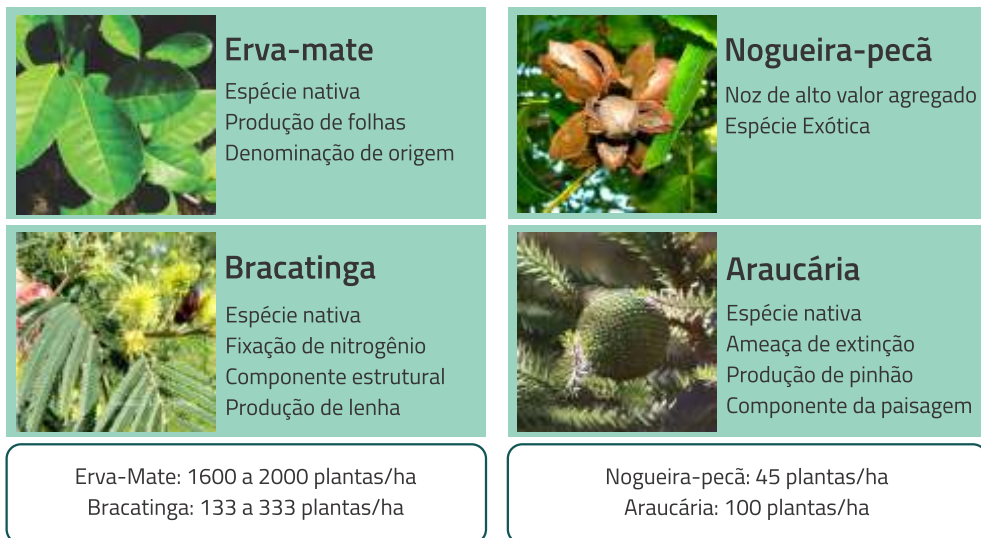 Erva-mate
Espécie nativa
Produção de folhas
Denominação de origem
Nogueira-pecã
Noz de alto valor agregado
Espécie Exótica
Bracatinga
Espécie nativa
Fixação de nitrogênio
Componente estrutural
Produção de lenha
Araucária
Espécie nativa
Ameaça de extinção
Produção de pinhão
Componente da paisagem
Erva-Mate: 1600 a 2000 plantas/ha
Bracatinga: 133 a 333 plantas/ha
Nogueira-pecã: 45 plantas/ha
Araucária: 100 plantas/ha